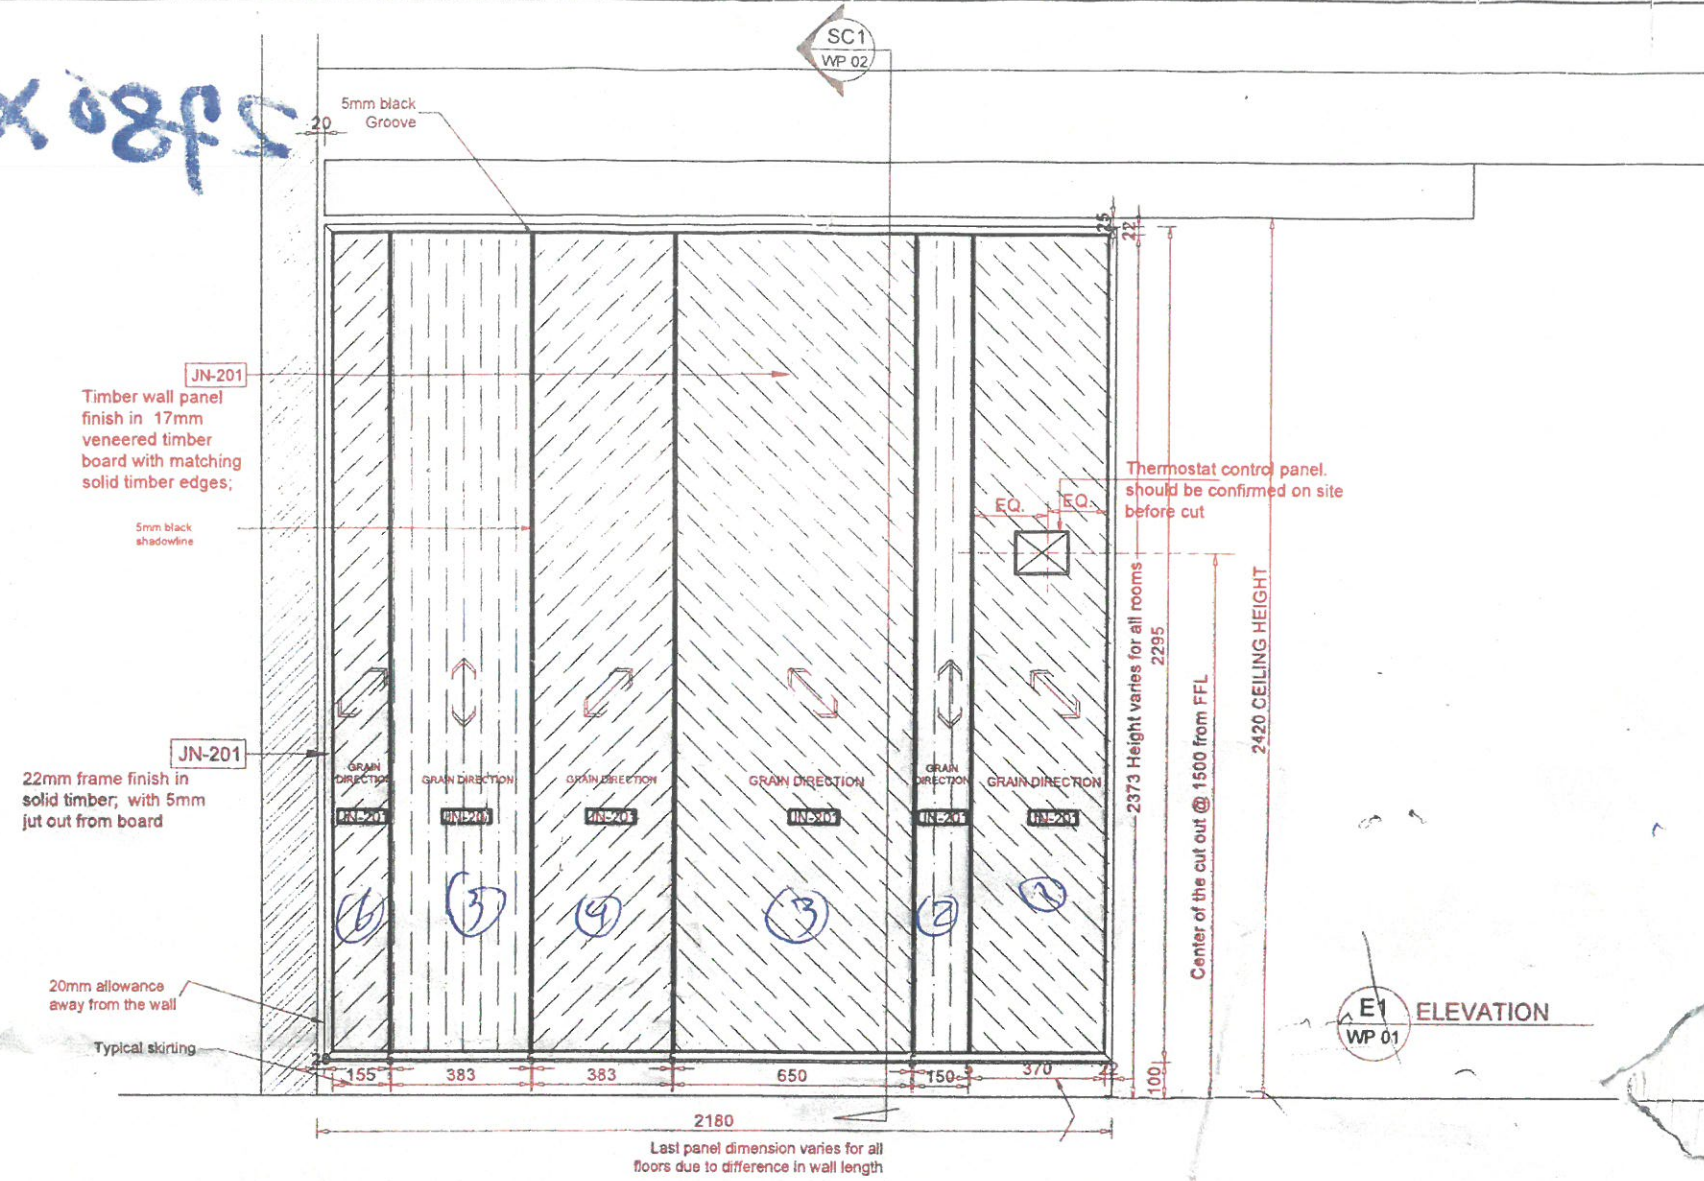 SC1
WP 02
5mm black
Groove
20
25
22
JN-201
Timber wall panel
finish in 17mm
veneered timber
board with matching
solid timber edges;
5mm black
shadowline
Thermostat control panel.
should be confirmed on site
before cut
EQ.
EQ.
2373 Height varies for all rooms
2295
Center of the cut out @ 1500 from FFL
2420 CEILING HEIGHT
JN-201
22mm frame finish in
solid timber; with 5mm
jut out from board
GRAIN
DIRECTION
GRAIN DIRECTION
GRAIN DIRECTION
GRAIN DIRECTION
GRAIN
DIRECTION
GRAIN DIRECTION
JN-201
JN-201
JN-201
JN-201
JN-201
JN-201
6
5
4
3
2
1
20mm allowance
away from the wall
Typical skirting
E1
WP 01
ELEVATION
155
383
383
650
150
370
22
100
2180
Last panel dimension varies for all
floors due to difference in wall length